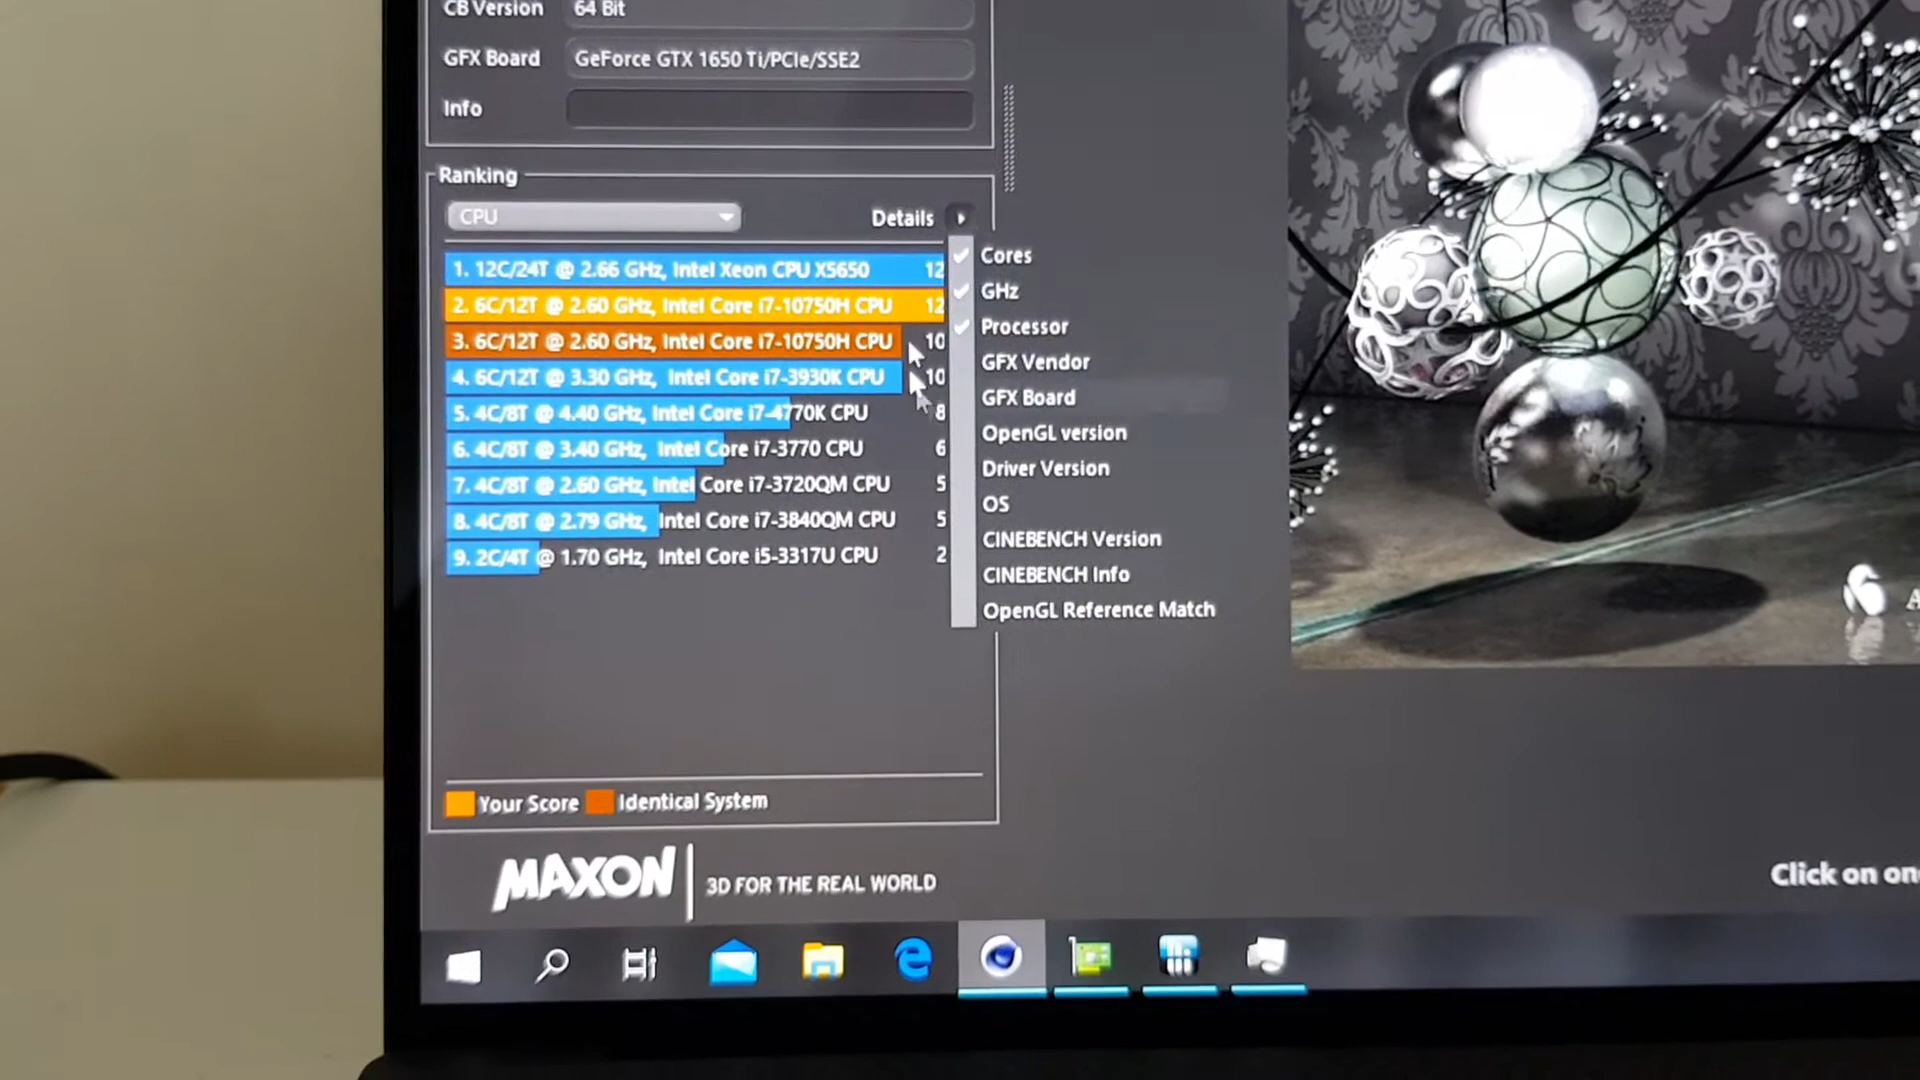 CB Version 64 Bit
GFX Board GeForce GTX 1650 Ti/PCIe/SSE2
Info
Ranking
CPU Details
1. 12C/24T @ 2.66 GHz, Intel Xeon CPU X5650 12
2. 6C/12T @ 2.60 GHz, Intel Core i7-10750H CPU 12
3. 6C/12T @ 2.60 GHz, Intel Core i7-10750H CPU 10
4. 6C/12T @ 3.30 GHz, Intel Core i7-3930K CPU 10
5. 4C/8T @ 4.40 GHz, Intel Core i7-4770K CPU 8
6. 4C/8T @ 3.40 GHz, Intel Core i7-3770 CPU 6
7. 4C/8T @ 2.60 GHz, Intel Core i7-3720QM CPU 5
8. 4C/8T @ 2.79 GHz, Intel Core i7-3840QM CPU 5
9. 2C/4T @ 1.70 GHz, Intel Core i5-3317U CPU 2
Cores
GHz
Processor
GFX Vendor
GFX Board
OpenGL version
Driver Version
OS
CINEBENCH Version
CINEBENCH Info
OpenGL Reference Match
Your Score Identical System
MAXON 3D FOR THE REAL WORLD
Click on on